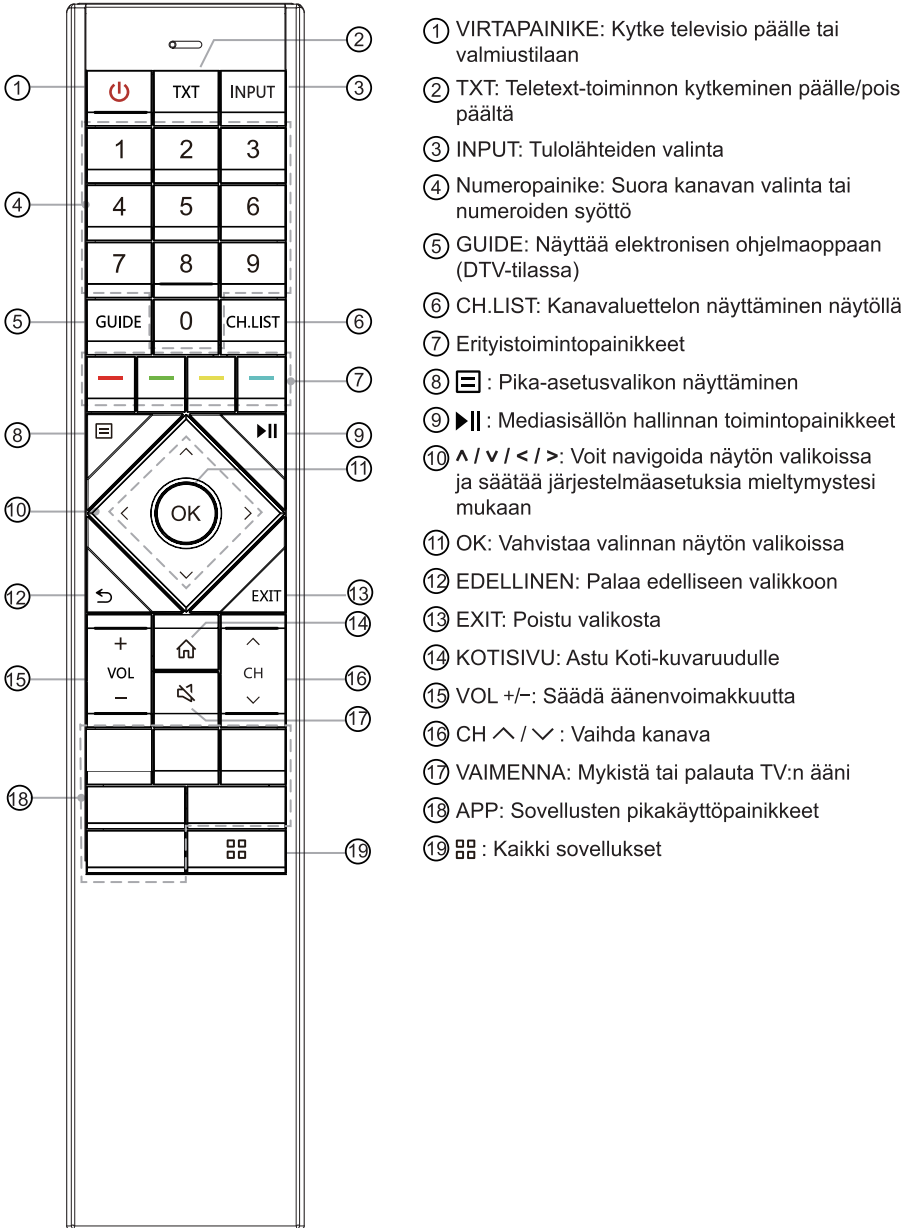 ① VIRTAPAINIKE: Kytke televisio päälle tai
valmiustilaan
② TXT: Teletext-toiminnon kytkeminen päälle/pois
päältä
③ INPUT: Tulolähteiden valinta
④ Numeropainike: Suora kanavan valinta tai
numeroiden syöttö
⑤ GUIDE: Näyttää elektronisen ohjelmaoppaan
(DTV-tilassa)
⑥ CH.LIST: Kanavaluettelon näyttäminen näytöllä
⑦ Erityistoimintopainikkeet
⑧ : Pika-asetusvalikon näyttäminen
⑨ : Mediasisällön hallinnan toimintopainikkeet
⑩ ʌ / v / < / >: Voit navigoida näytön valikoissa
ja säätää järjestelmäasetuksia mieltymystesi
mukaan
⑪ OK: Vahvistaa valinnan näytön valikoissa
⑫ EDELLINEN: Palaa edelliseen valikkoon
⑬ EXIT: Poistu valikosta
⑭ KOTISIVU: Astu Koti-kuvaruudulle
⑮ VOL +/−: Säädä äänenvoimakkuutta
⑯ CH ︿ / ﹀ : Vaihda kanava
⑰ VAIMENNA: Mykistä tai palauta TV:n ääni
⑱ APP: Sovellusten pikakäyttöpainikkeet
⑲ : Kaikki sovellukset
②
① TXT INPUT ③
1 2 3
④ 4 5 6
7 8 9
⑤ GUIDE 0 CH.LIST ⑥
⑦
⑧ ⑨
⑪
⑩ OK
⑫ EXIT ⑬
⑭
+
⑮ VOL CH ⑯
−
⑰
⑱
⑲